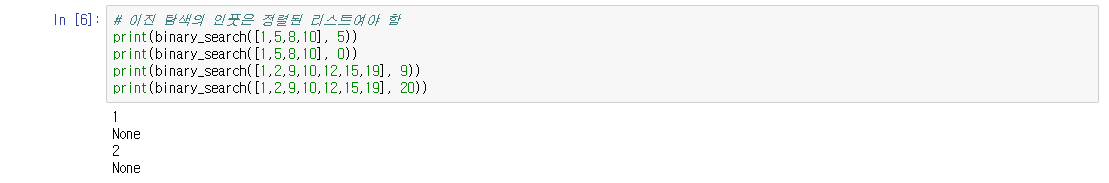 In [6]:
# 이진 탐색의 인풋은 정렬된 리스트여야 함
print(binary_search([1,5,8,10], 5))
print(binary_search([1,5,8,10], 0))
print(binary_search([1,2,9,10,12,15,19], 9))
print(binary_search([1,2,9,10,12,15,19], 20))
1
None
2
None